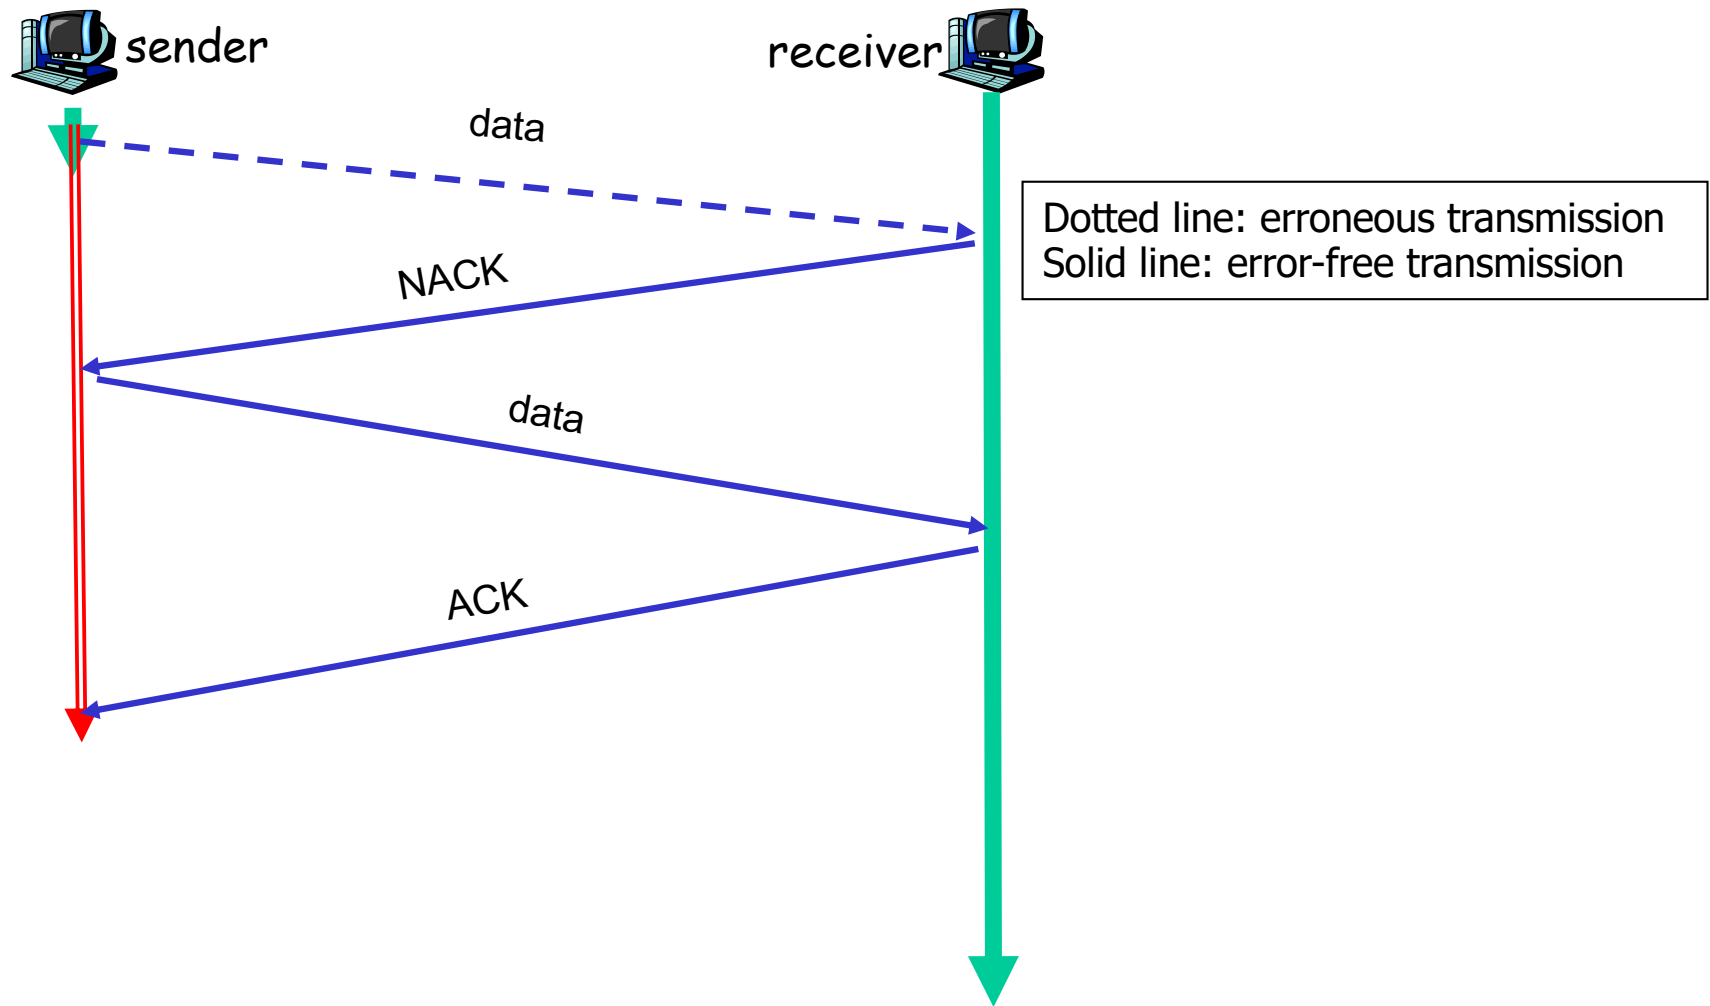 sender
receiver
data
Dotted line: erroneous transmission
Solid line: error-free transmission
NACK
data
ACK